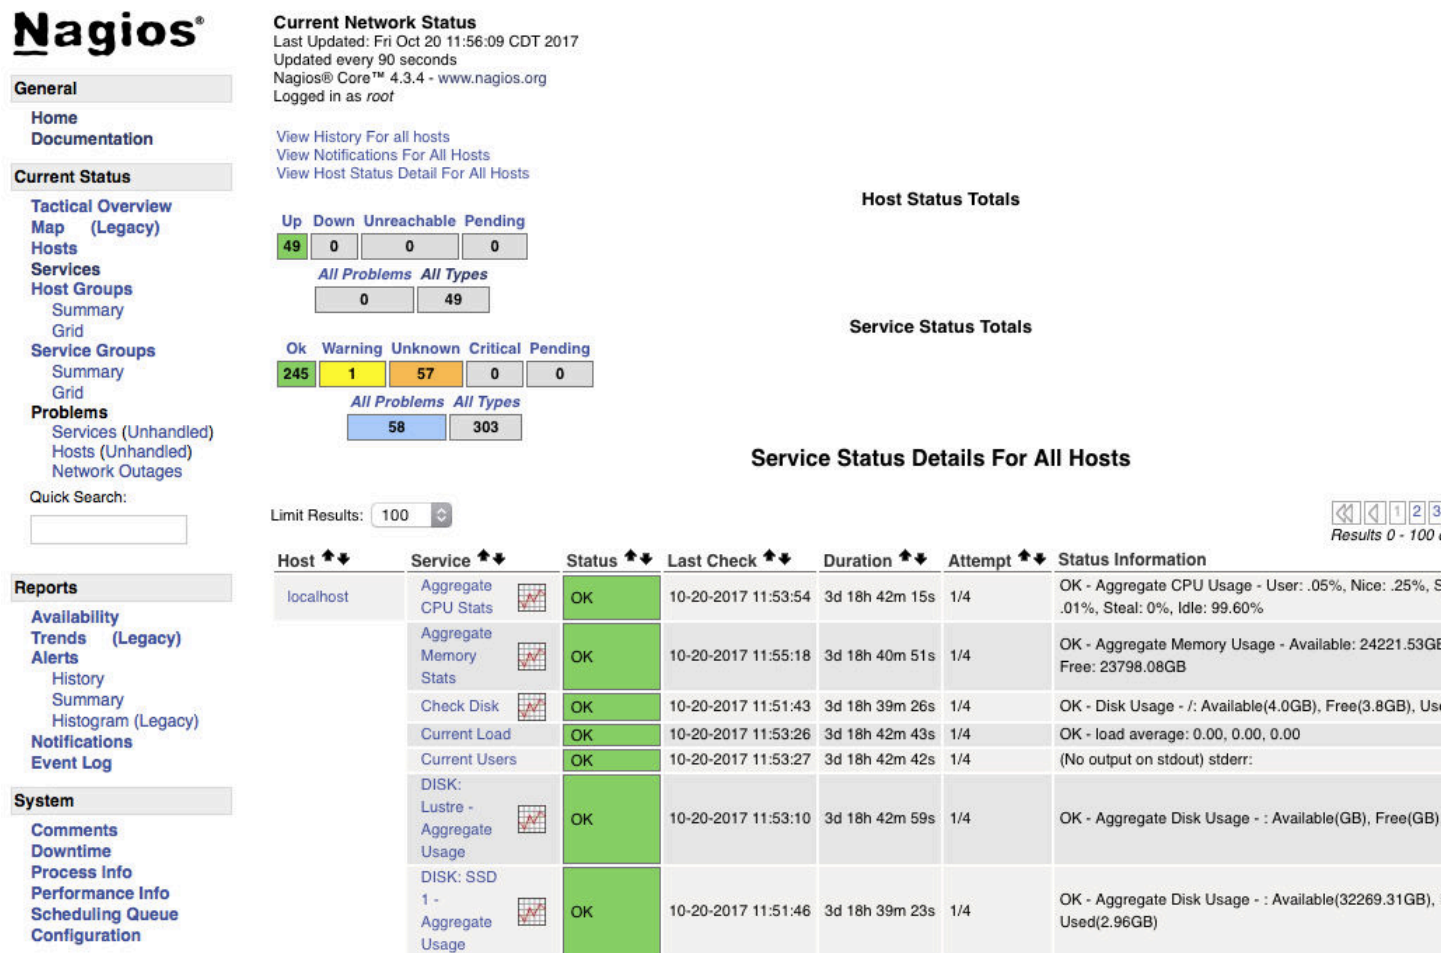 Nagios®
General
Home
Documentation
Current Status
Tactical Overview
Map (Legacy)
Hosts
Services
Host Groups
Summary
Grid
Service Groups
Summary
Grid
Problems
Services (Unhandled)
Hosts (Unhandled)
Network Outages
Quick Search:
Reports
Availability
Trends (Legacy)
Alerts
History
Summary
Histogram (Legacy)
Notifications
Event Log
System
Comments
Downtime
Process Info
Performance Info
Scheduling Queue
Configuration
Current Network Status
Last Updated: Fri Oct 20 11:56:09 CDT 2017
Updated every 90 seconds
Nagios® Core™ 4.3.4 - www.nagios.org
Logged in as root
View History For all hosts
View Notifications For All Hosts
View Host Status Detail For All Hosts
Host Status Totals
Up Down Unreachable Pending
49 0 0 0
All Problems All Types
0 49
Service Status Totals
Ok Warning Unknown Critical Pending
245 1 57 0 0
All Problems All Types
58 303
Service Status Details For All Hosts
Limit Results: 100
1 2 3
Results 0 - 100
Host Service Status Last Check Duration Attempt Status Information
localhost
Aggregate
CPU Stats
OK 10-20-2017 11:53:54 3d 18h 42m 15s 1/4
OK - Aggregate CPU Usage - User: .05%, Nice: .25%, S
.01%, Steal: 0%, Idle: 99.60%
Aggregate
Memory
Stats
OK 10-20-2017 11:55:18 3d 18h 40m 51s 1/4
OK - Aggregate Memory Usage - Available: 24221.53GB
Free: 23798.08GB
Check Disk OK 10-20-2017 11:51:43 3d 18h 39m 26s 1/4 OK - Disk Usage - /: Available(4.0GB), Free(3.8GB), Us
Current Load OK 10-20-2017 11:53:26 3d 18h 42m 43s 1/4 OK - load average: 0.00, 0.00, 0.00
Current Users OK 10-20-2017 11:53:27 3d 18h 42m 42s 1/4 (No output on stdout) stderr:
DISK:
Lustre -
Aggregate
Usage
OK 10-20-2017 11:53:10 3d 18h 42m 59s 1/4 OK - Aggregate Disk Usage - : Available(GB), Free(GB)
DISK: SSD
1 -
Aggregate
Usage
OK 10-20-2017 11:51:46 3d 18h 39m 23s 1/4
OK - Aggregate Disk Usage - : Available(32269.31GB),
Used(2.96GB)